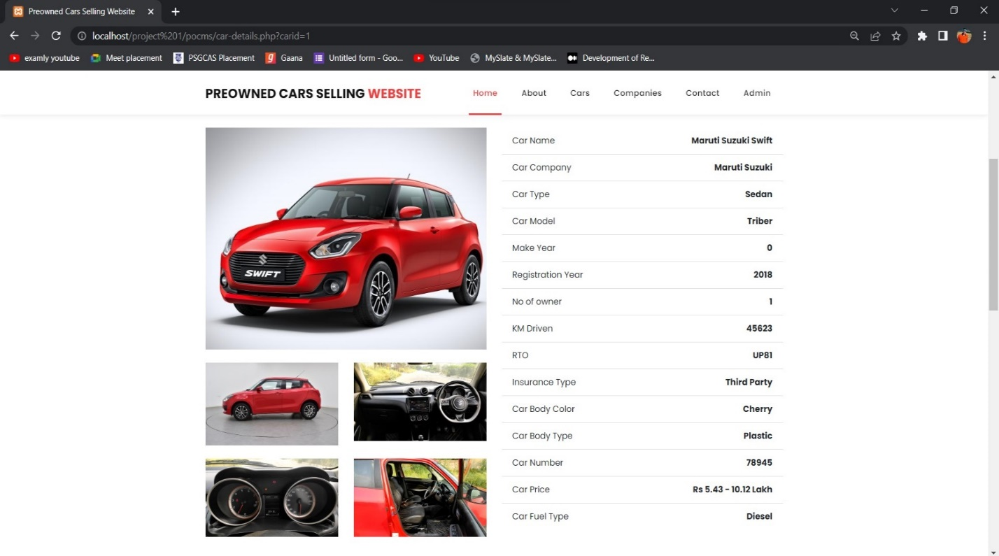 Preowned Cars Selling Website
localhost/project%201/pocms/car-details.php?carid=1
examly youtube Meet placement PSGCAS Placement Gaana Untitled form - Goo... YouTube MySlate & MySlate... Development of Re...
PREOWNED CARS SELLING WEBSITE Home About Cars Companies Contact Admin
SWIFT
Car Name Maruti Suzuki Swift
Car Company Maruti Suzuki
Car Type Sedan
Car Model Triber
Make Year 0
Registration Year 2018
No of owner 1
KM Driven 45623
RTO UP81
Insurance Type Third Party
Car Body Color Cherry
Car Body Type Plastic
Car Number 78945
Car Price Rs 5.43 - 10.12 Lakh
Car Fuel Type Diesel